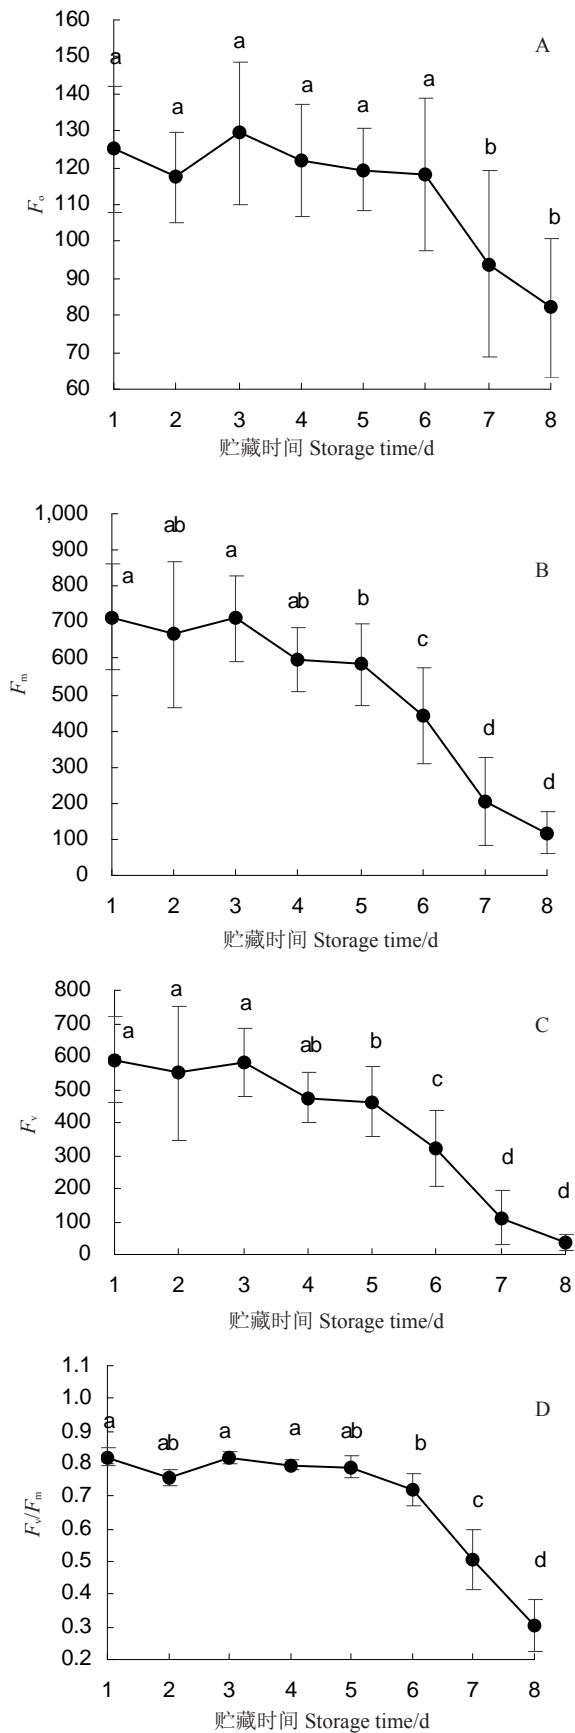 160
a
A
150
a
a
140
a
a
a
130
b
120
110
b
100
90
80
70
60
1 2 3 4 5 6 7 8
Fo
贮藏时间 Storage time/d
1,000
ab
900
a
B
800
a
700
ab
b
600
c
500
400
d
300
d
200
100
0
1 2 3 4 5 6 7 8
Fm
贮藏时间 Storage time/d
800
a
a
C
700
a
600
ab
b
500
c
400
300
d
200
d
100
0
1 2 3 4 5 6 7 8
Fv
贮藏时间 Storage time/d
1.1
1.0
D
0.9
a
ab
a
a
ab
b
0.8
0.7
c
0.6
0.5
d
0.4
0.3
0.2
1 2 3 4 5 6 7 8
Fv/Fm
贮藏时间 Storage time/d